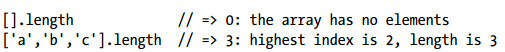 [].length // => 0: the array has no elements
['a','b','c'].length // => 3: highest index is 2, length is 3